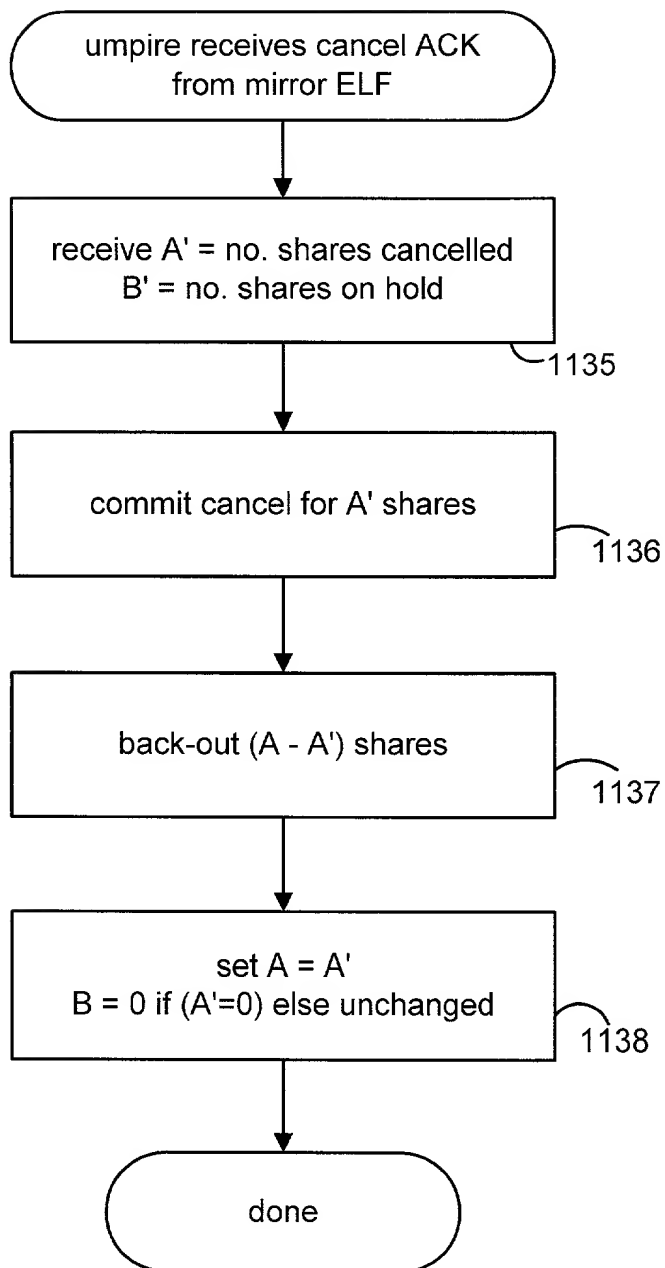 umpire receives cancel ACK
from mirror ELF
receive A' = no. shares cancelled
B' = no. shares on hold
1135
commit cancel for A' shares
1136
back-out (A - A') shares
1137
set A = A'
B = 0 if (A'=0) else unchanged
1138
done